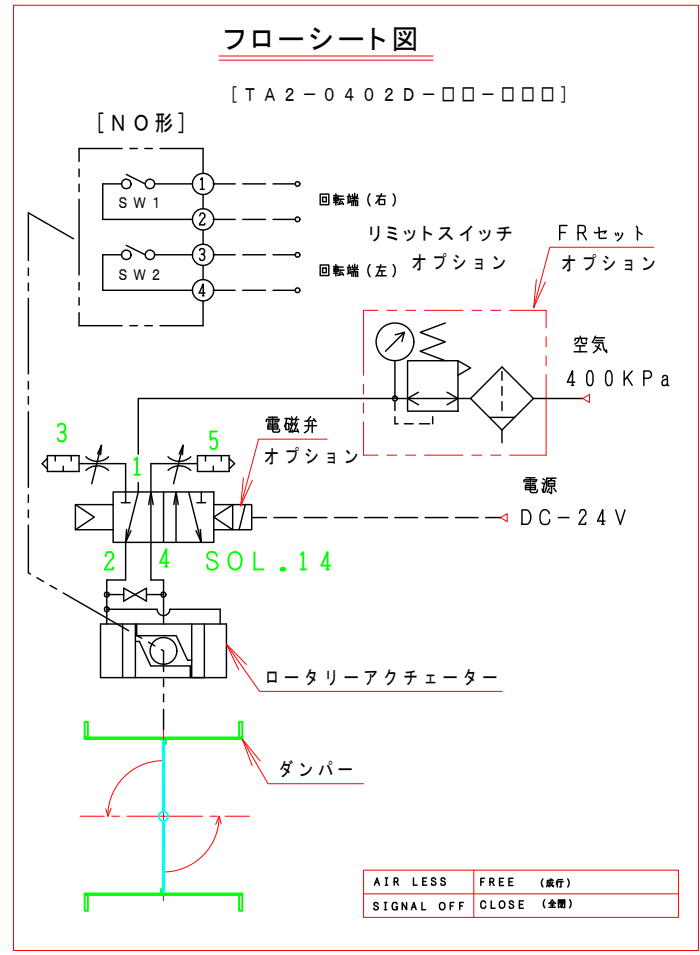 フローシート図
[TA2-0402D-□□-□□□]
[NO形]
SW1
1
2
回転端(右)
SW2
3
4
回転端(左)
リミットスイッチ
オプション
FRセット
オプション
空気
400KPa
電磁弁
オプション
3
1
5
電源
DC-24V
2
4
SOL.14
ロータリーアクチェーター
ダンパー
AIR LESS FREE (成行)
SIGNAL OFF CLOSE (全閉)